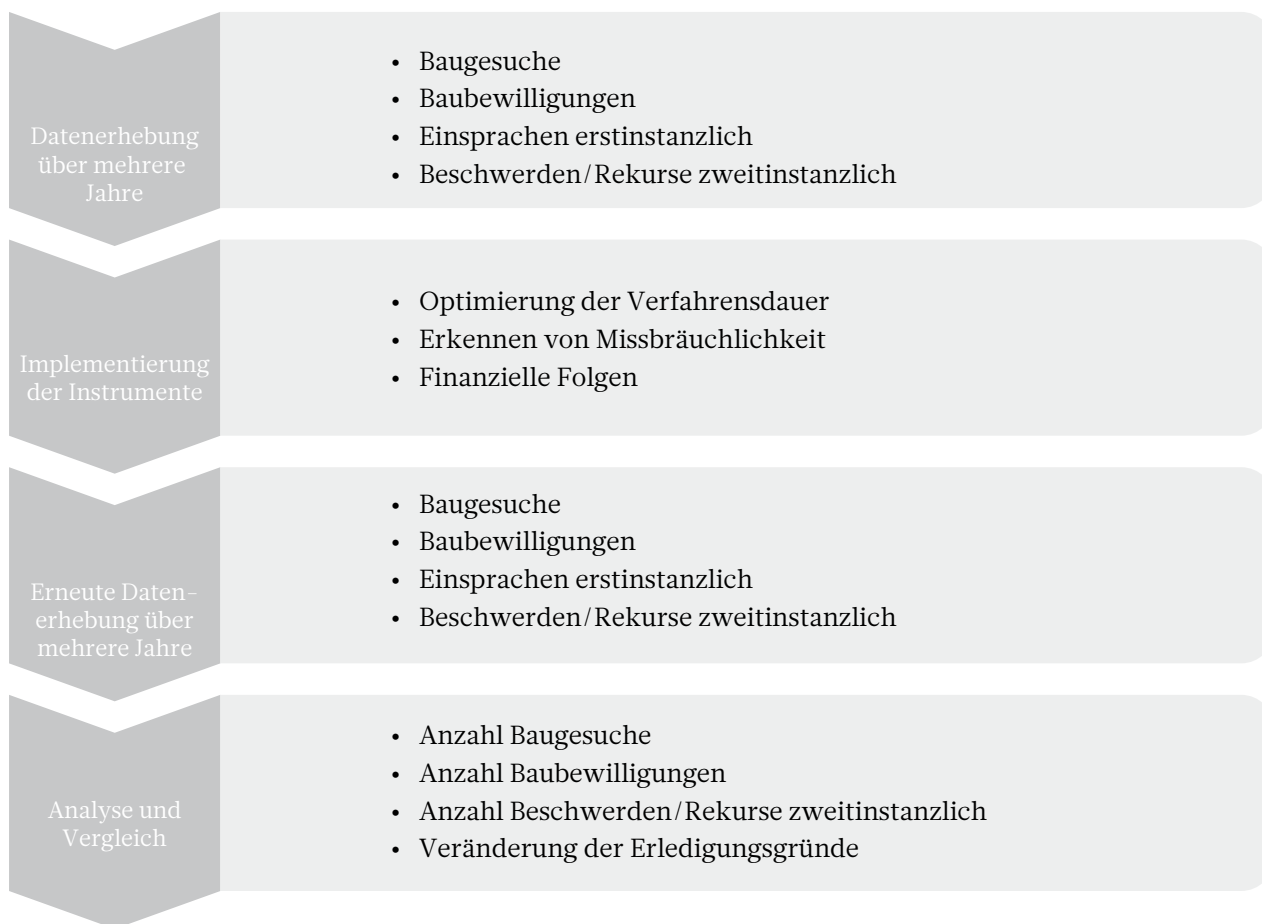 Datenerhebung
über mehrere
Jahre
• Baugesuche
• Baubewilligungen
• Einsprachen erstinstanzlich
• Beschwerden/Rekurse zweitinstanzlich
Implementierung
der Instrumente
• Optimierung der Verfahrensdauer
• Erkennen von Missbräuchlichkeit
• Finanzielle Folgen
Erneute Daten-
erhebung über
mehrere Jahre
• Baugesuche
• Baubewilligungen
• Einsprachen erstinstanzlich
• Beschwerden/Rekurse zweitinstanzlich
Analyse und
Vergleich
• Anzahl Baugesuche
• Anzahl Baubewilligungen
• Anzahl Beschwerden/Rekurse zweitinstanzlich
• Veränderung der Erledigungsgründe